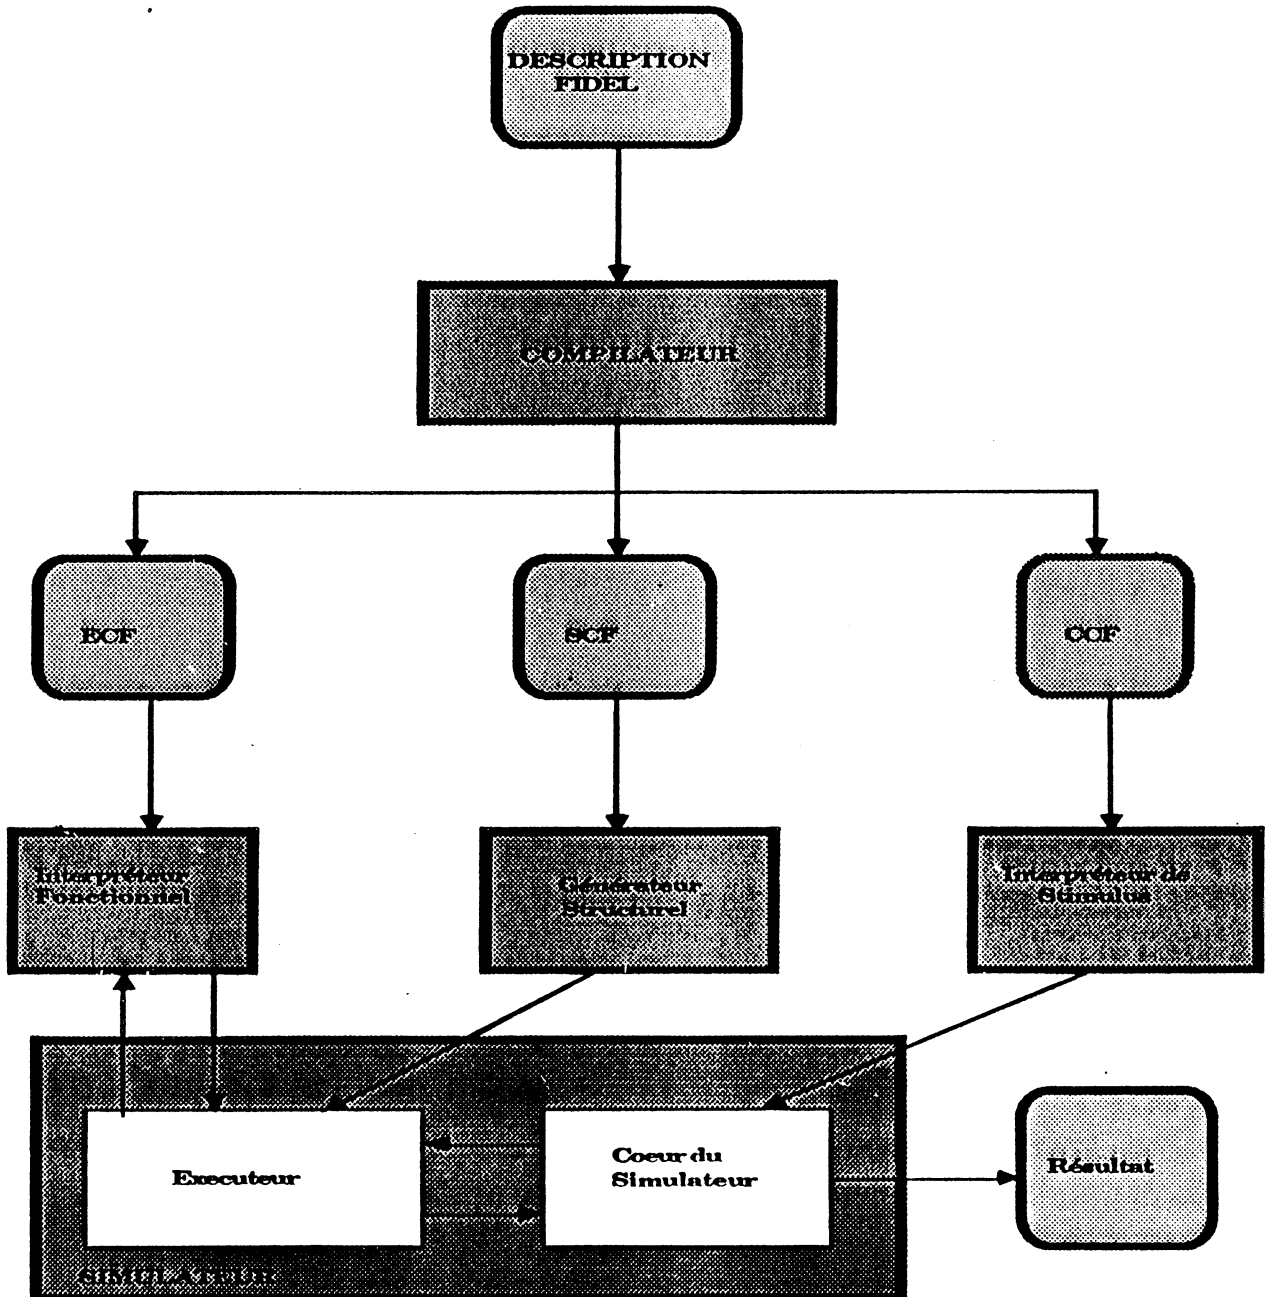 DESCRIPTION
FIDEL
COMPILATEUR
ECF
SCF
CCF
Interpréteur
Fonctionnel
Générateur
Structurel
Interpréteur de
Stimulus
Executeur
Coeur du
Simulateur
Résultat
SIMULATEUR